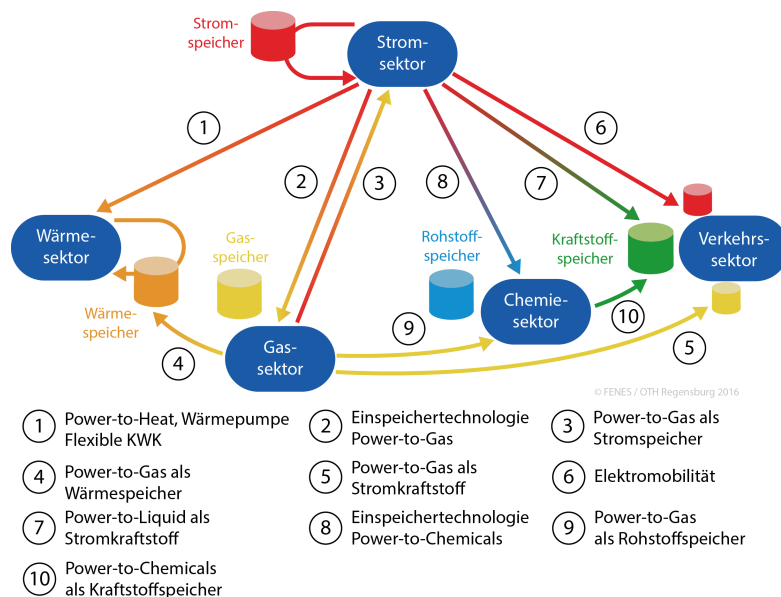 Strom-
speicher
Strom-
sektor
1
2
3
8
7
6
Wärme-
sektor
Gas-
speicher
Rohstoff-
speicher
Kraftstoff-
speicher
Verkehrs-
sektor
Wärme-
speicher
Chemie-
sektor
Gas-
sektor
4
9
10
5
© FENES / OTH Regensburg 2016
1 Power-to-Heat, Wärmepumpe
Flexible KWK
2 Einspeichertechnologie
Power-to-Gas
3 Power-to-Gas als
Stromspeicher
4 Power-to-Gas als
Wärmespeicher
5 Power-to-Gas als
Stromkraftstoff
6 Elektromobilität
7 Power-to-Liquid als
Stromkraftstoff
8 Einspeichertechnologie
Power-to-Chemicals
9 Power-to-Gas
als Rohstoffspeicher
10 Power-to-Chemicals
als Kraftstoffspeicher